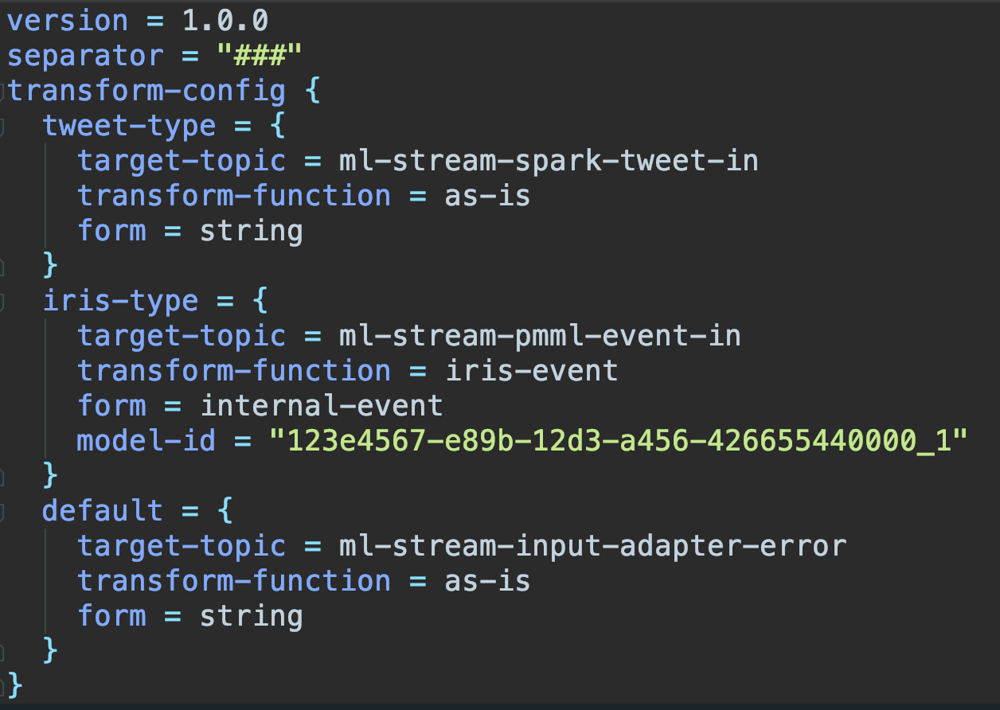 version = 1.0.0
separator = "###"
transform-config {
  tweet-type = {
    target-topic = ml-stream-spark-tweet-in
    transform-function = as-is
    form = string
  }
  iris-type = {
    target-topic = ml-stream-pmml-event-in
    transform-function = iris-event
    form = internal-event
    model-id = "123e4567-e89b-12d3-a456-426655440000_1"
  }
  default = {
    target-topic = ml-stream-input-adapter-error
    transform-function = as-is
    form = string
  }
}